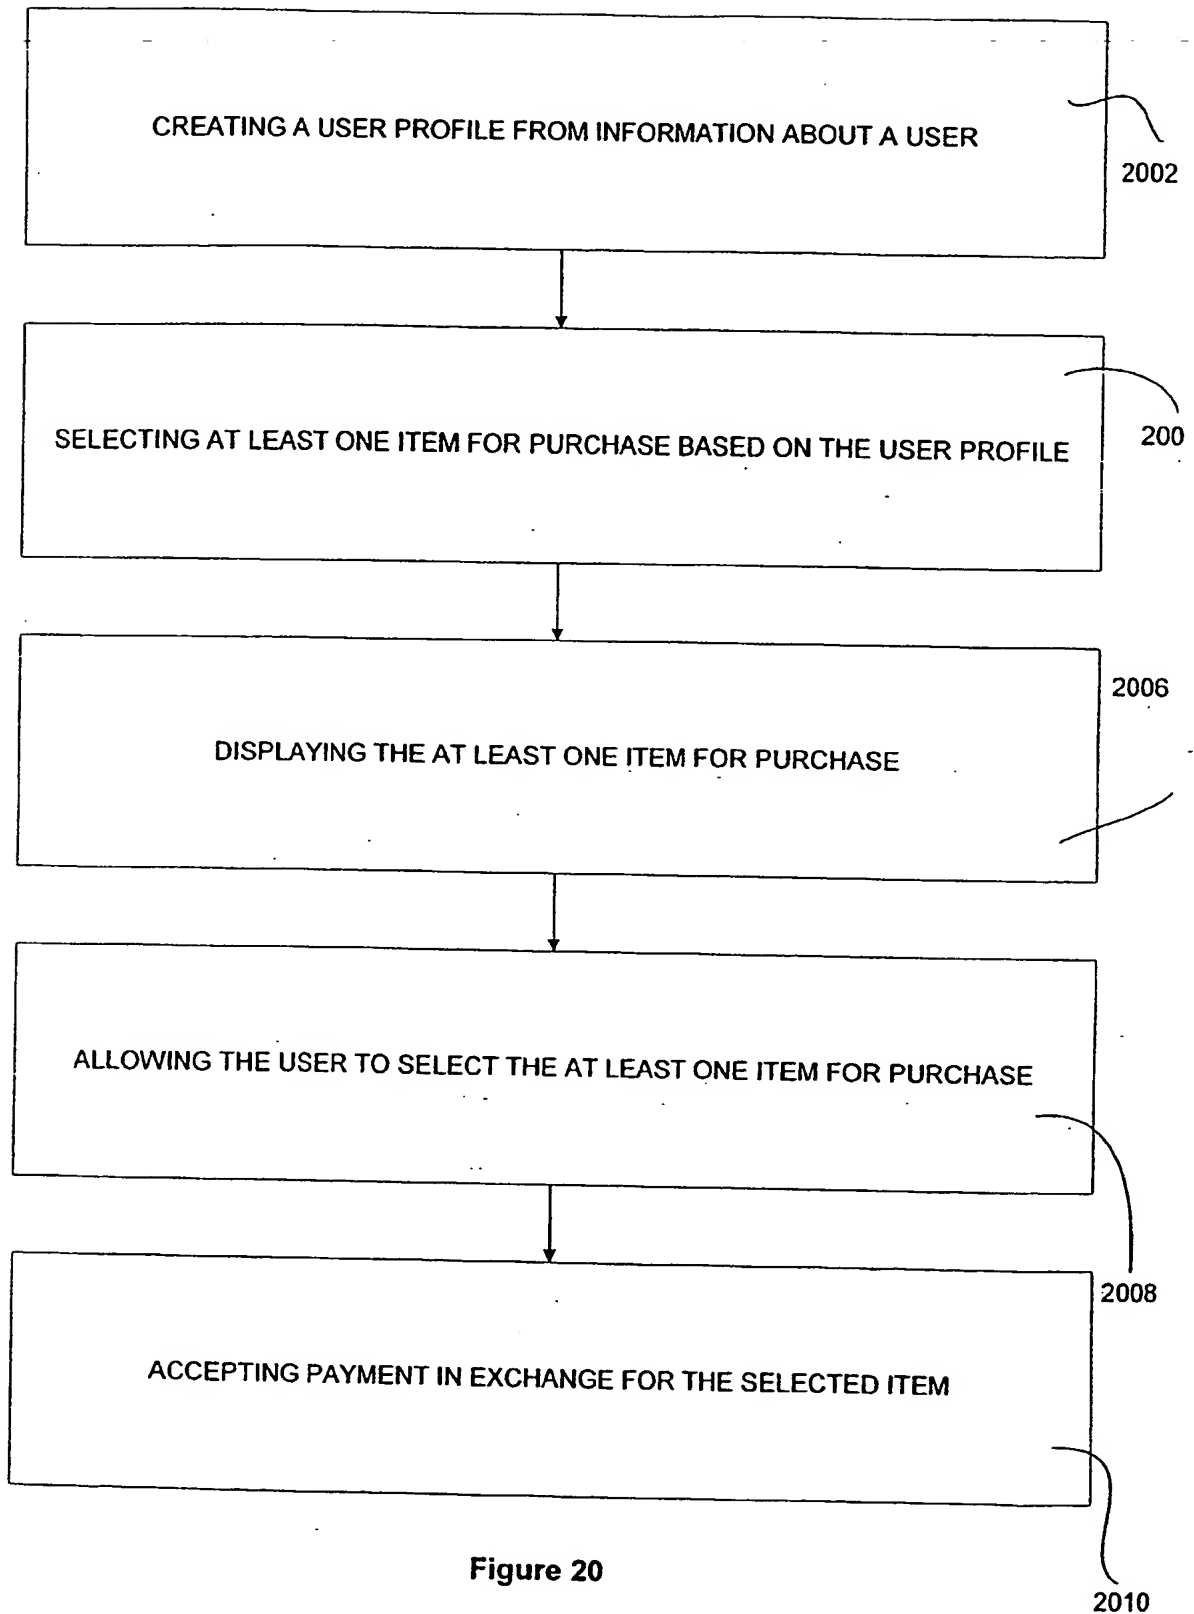 CREATING A USER PROFILE FROM INFORMATION ABOUT A USER
2002
SELECTING AT LEAST ONE ITEM FOR PURCHASE BASED ON THE USER PROFILE
200
2006
DISPLAYING THE AT LEAST ONE ITEM FOR PURCHASE
ALLOWING THE USER TO SELECT THE AT LEAST ONE ITEM FOR PURCHASE
2008
ACCEPTING PAYMENT IN EXCHANGE FOR THE SELECTED ITEM
Figure 20
2010